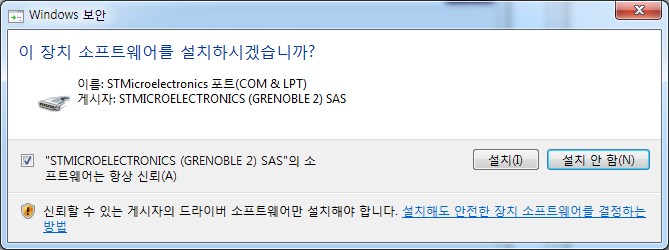 Windows 보안
이 장치 소프트웨어를 설치하시겠습니까?
이름: STMicroelectronics 포트(COM & LPT)
게시자: STMICROELECTRONICS (GRENOBLE 2) SAS
"STMICROELECTRONICS (GRENOBLE 2) SAS"의 소
프트웨어는 항상 신뢰(A)
설치(I)
설치 안 함(N)
신뢰할 수 있는 게시자의 드라이버 소프트웨어만 설치해야 합니다. 설치해도 안전한 장치 소프트웨어를 결정하는
방법